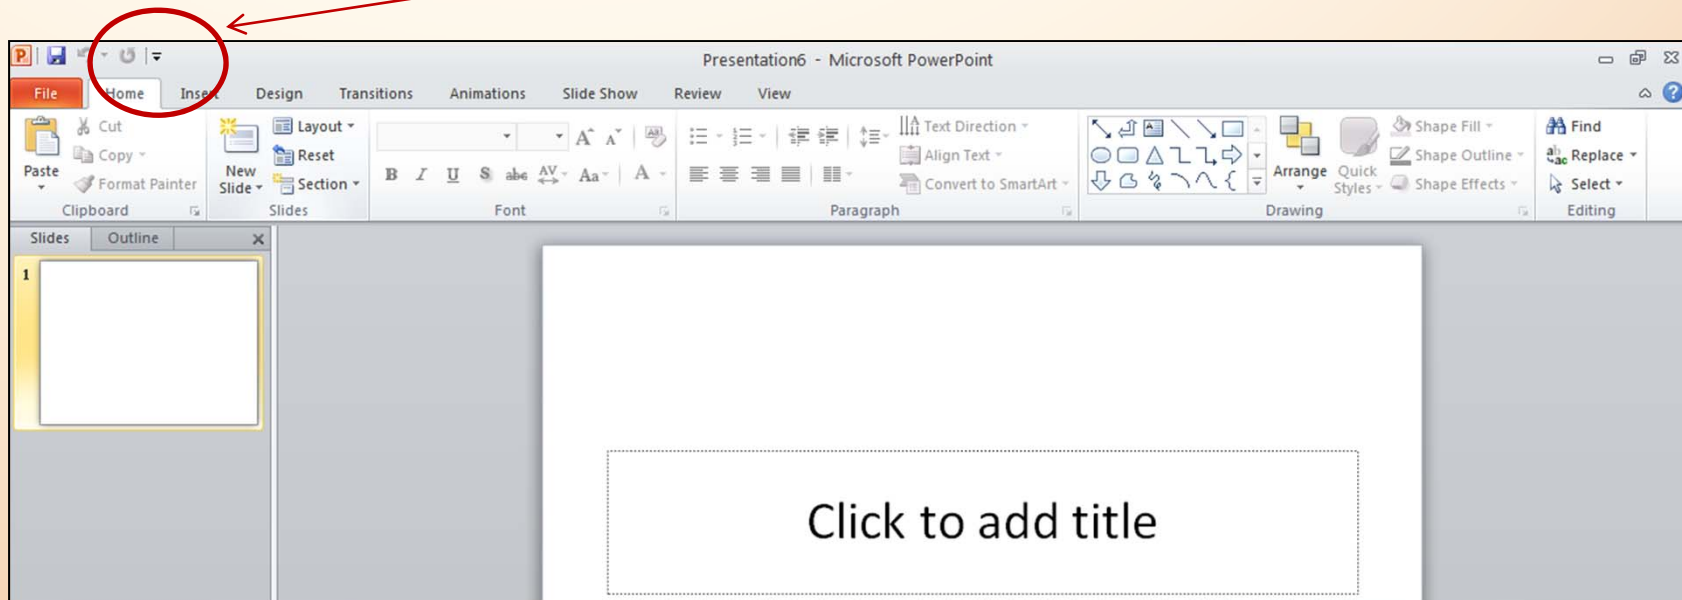 Presentation6 - Microsoft PowerPoint
File Home Insert Design Transitions Animations Slide Show Review View
Paste
Cut
Copy
Format Painter
Clipboard
New
Slide
Layout
Reset
Section
Slides
Font
Text Direction
Align Text
Convert to SmartArt
Paragraph
Arrange
Quick
Styles
Shape Fill
Shape Outline
Shape Effects
Drawing
Find
Replace
Select
Editing
Slides Outline
1
Click to add title